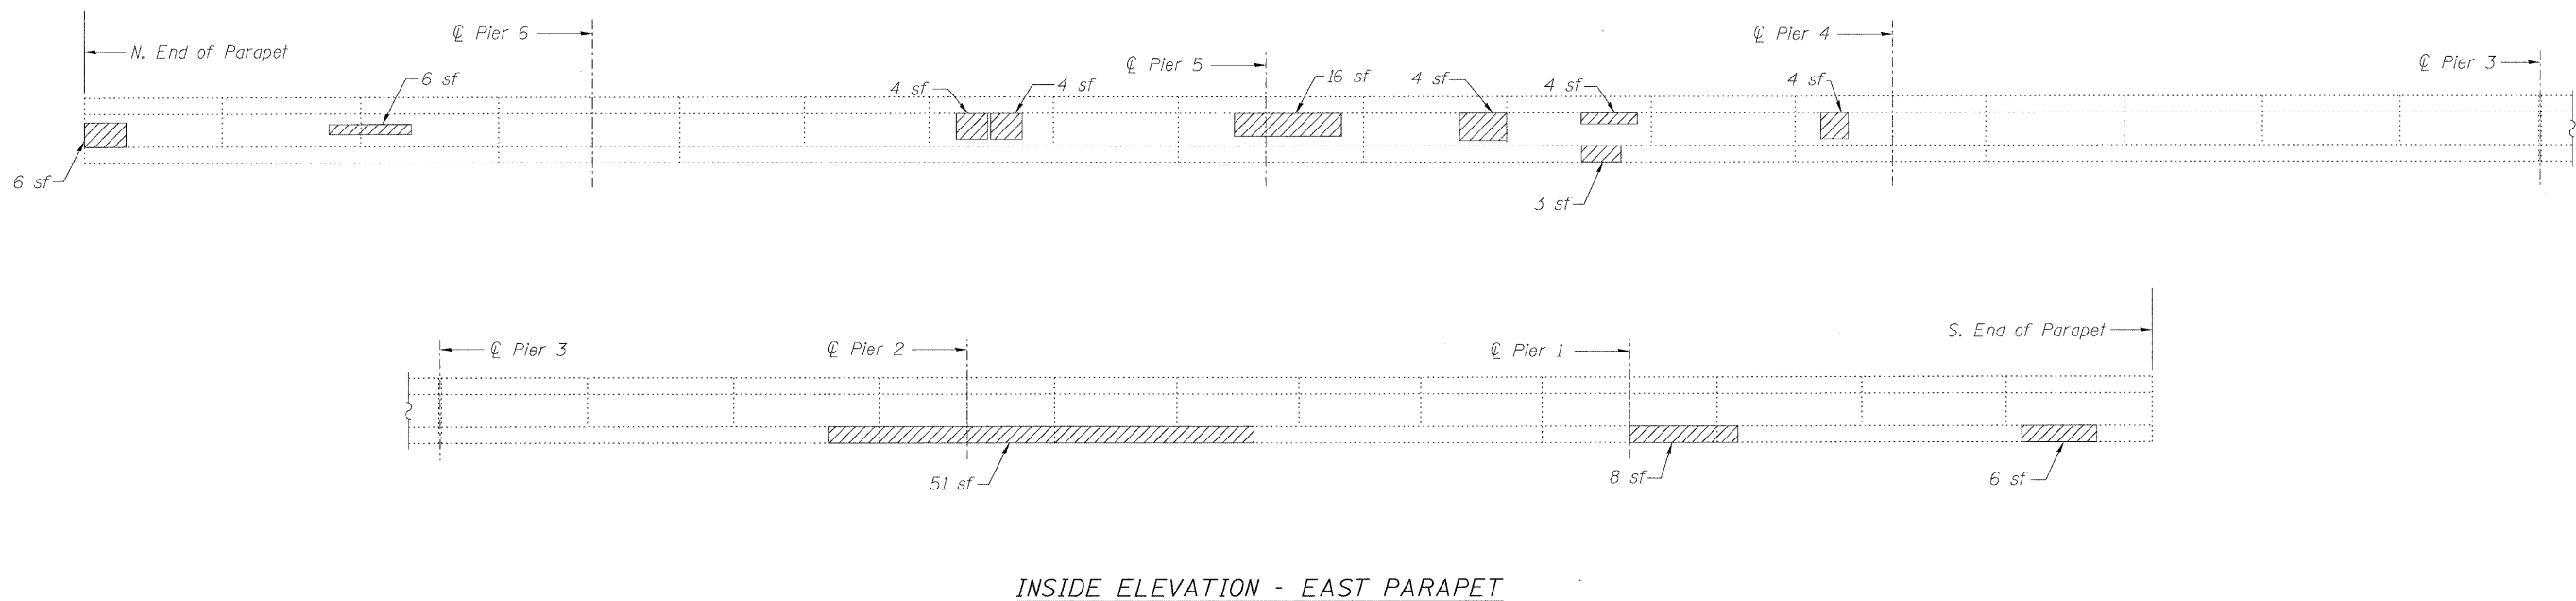 N. End of Parapet
℄ Pier 6
℄ Pier 5
℄ Pier 4
℄ Pier 3
6 sf
4 sf
4 sf
16 sf
4 sf
4 sf
4 sf
6 sf
3 sf
℄ Pier 3
℄ Pier 2
℄ Pier 1
S. End of Parapet
51 sf
8 sf
6 sf
INSIDE ELEVATION - EAST PARAPET